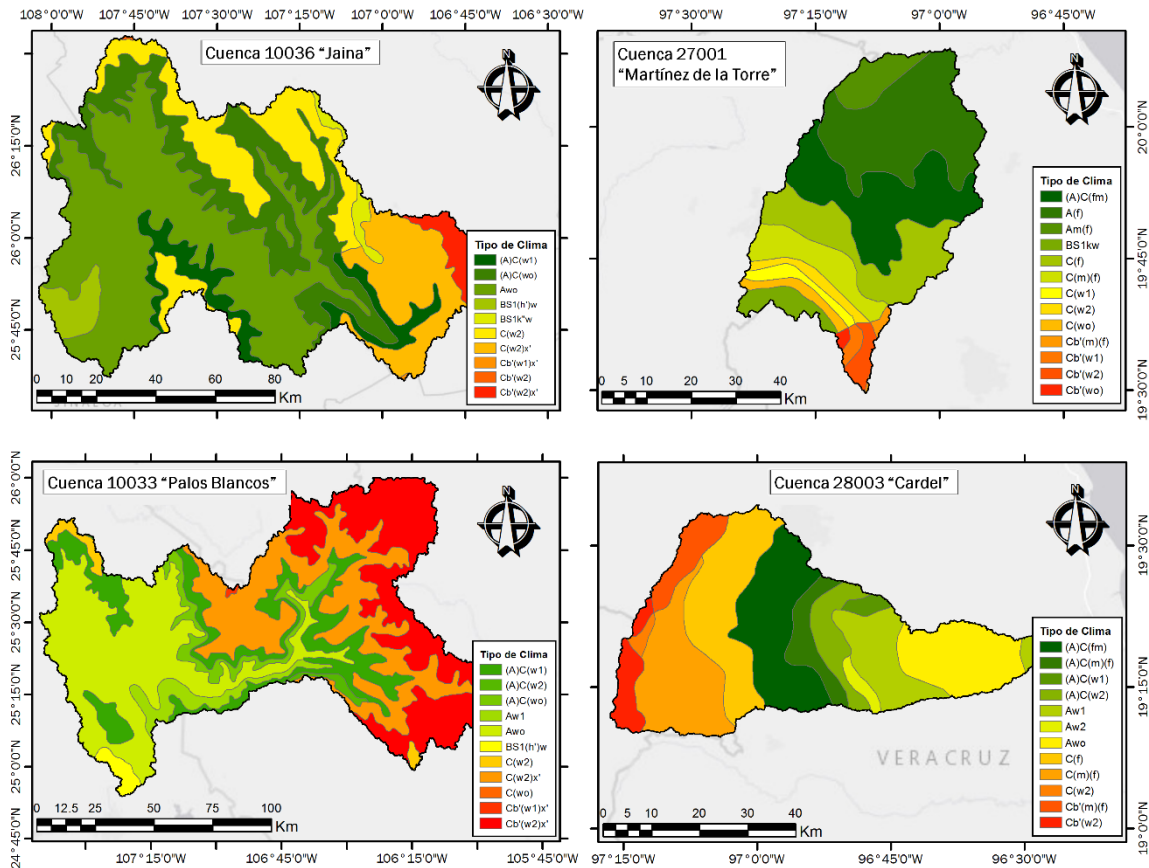 108°0'0"W 107°45'0"W 107°30'0"W 107°15'0"W 107°0'0"W 106°45'0"W 106°30'0"W
Cuenca 10036 "Jaina"
N
26°15'0"N
26°0'0"N
25°45'0"N
Tipo de Clima
(A)C(w1)
(A)C(wo)
Awo
BS1(h')w
BS1k"w
C(w2)
C(w2)x'
Cb'(w1)x'
Cb'(w2)
Cb'(w2)x'
0 10 20 40 60 80
Km
SINALOA
97°30'0"W 97°15'0"W 97°0'0"W 96°45'0"W
Cuenca 27001
"Martínez de la Torre"
N
20°0'0"N
19°45'0"N
19°30'0"N
Tipo de Clima
(A)C(fm)
A(f)
Am(f)
BS1kw
C(f)
C(m)(f)
C(w1)
C(w2)
C(wo)
Cb'(m)(f)
Cb'(w1)
Cb'(w2)
Cb'(wo)
0 5 10 20 30 40
Km
Cuenca 10033 "Palos Blancos"
N
26°0'0"N
25°45'0"N
25°30'0"N
25°15'0"N
25°0'0"N
24°45'0"N
Tipo de Clima
(A)C(w1)
(A)C(w2)
(A)C(wo)
Aw1
Awo
BS1(h')w
C(w2)
C(w2)x'
C(wo)
Cb'(w1)x'
Cb'(w2)x'
0 12.5 25 50 75 100
Km
107°15'0"W 106°45'0"W 106°15'0"W 105°45'0"W
Cuenca 28003 "Cardel"
N
19°30'0"N
19°15'0"N
19°0'0"N
Tipo de Clima
(A)C(fm)
(A)C(m)(f)
(A)C(w1)
(A)C(w2)
Aw1
Aw2
Awo
C(f)
C(m)(f)
C(w2)
Cb'(m)(f)
Cb'(w2)
VERACRUZ
0 5 10 20 30 40
Km
97°15'0"W 97°0'0"W 96°45'0"W 96°30'0"W